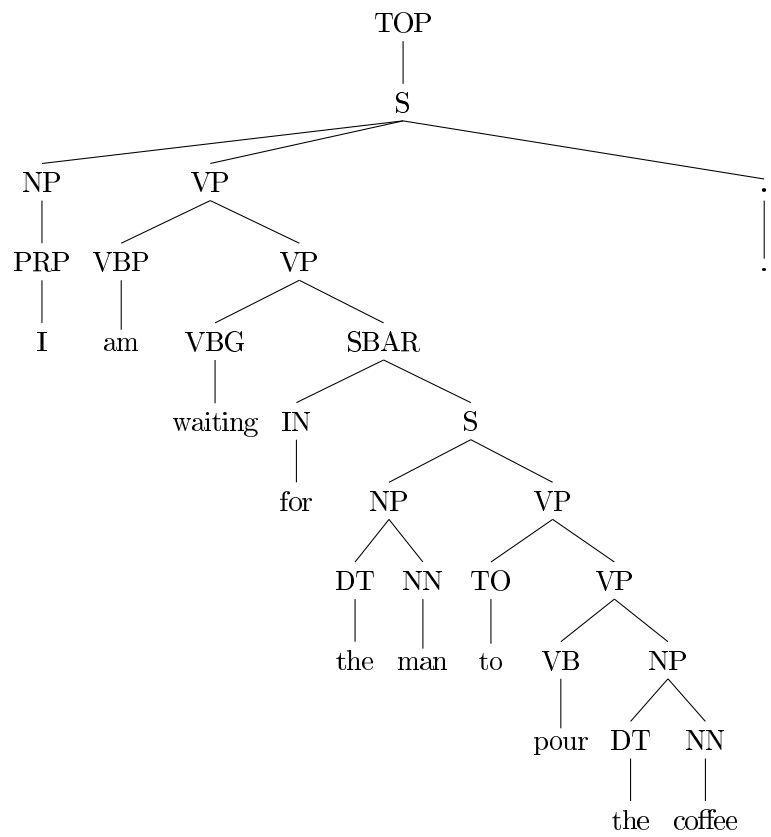 TOP
S
NP VP .
PRP VBP VP .
I am VBG SBAR
waiting IN S
for NP VP
DT NN TO VP
the man to VB NP
pour DT NN
the coffee